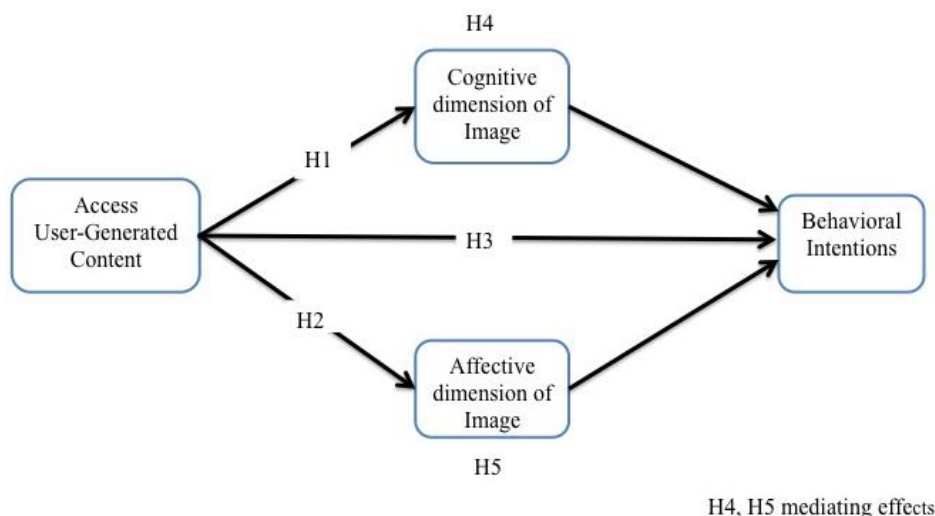 H4
Cognitive
dimension of
Image
H1
Access
User-Generated
Content
H3
Behavioral
Intentions
H2
Affective
dimension of
Image
H5
H4, H5 mediating effects